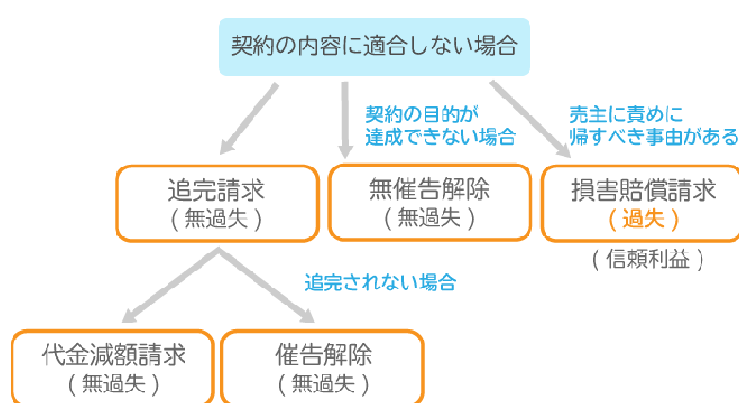 契約の内容に適合しない場合
契約の目的が
達成できない場合
売主に責めに
帰すべき事由がある
追完請求
(無過失)
無催告解除
(無過失)
損害賠償請求
(過失)
(信頼利益)
追完されない場合
代金減額請求
(無過失)
催告解除
(無過失)